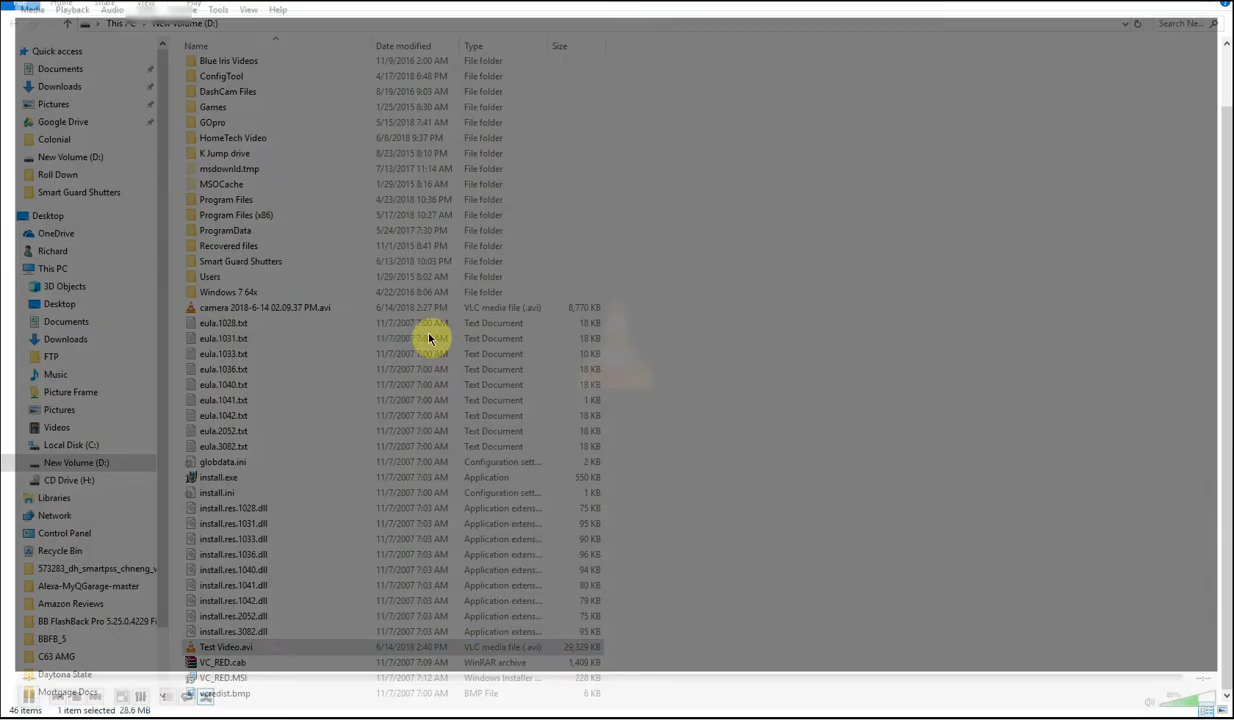 Home Share View Play
Media Playback Audio Tools View Help
This PC New Volume (D:) Search Ne...
Name Date modified Type Size
Quick access
Documents
Downloads
Pictures
Google Drive
Colonial
New Volume (D:)
Roll Down
Smart Guard Shutters
Desktop
OneDrive
Richard
This PC
3D Objects
Desktop
Documents
Downloads
FTP
Music
Picture Frame
Pictures
Videos
Local Disk (C:)
New Volume (D:)
CD Drive (H:)
Libraries
Network
Control Panel
Recycle Bin
573283_dh_smartpss_chneng_v
Alexa-MyQGarage-master
Amazon Reviews
BB FlashBack Pro 5.25.0.4229 Fi
BBFB_5
C63 AMG
Daytona State
Mortgage Docs
Blue Iris Videos 11/9/2016 2:00 AM File folder
ConfigTool 4/17/2018 6:48 PM File folder
DashCam Files 8/19/2016 9:03 AM File folder
Games 1/25/2015 8:30 AM File folder
GOpro 5/15/2018 7:41 AM File folder
HomeTech Video 6/8/2018 9:37 PM File folder
K Jump drive 8/23/2015 8:10 PM File folder
msdownld.tmp 7/13/2017 11:14 AM File folder
MSOCache 1/29/2015 8:16 AM File folder
Program Files 4/23/2018 10:36 PM File folder
Program Files (x86) 5/17/2018 10:27 AM File folder
ProgramData 5/24/2017 7:30 PM File folder
Recovered files 11/1/2015 8:41 PM File folder
Smart Guard Shutters 6/13/2018 10:03 PM File folder
Users 1/29/2015 8:02 AM File folder
Windows 7 64x 4/22/2016 8:06 AM File folder
camera 2018-6-14 02.09.37 PM.avi 6/14/2018 2:27 PM VLC media file (.avi) 8,770 KB
eula.1028.txt 11/7/2007 7:00 AM Text Document 18 KB
eula.1031.txt 11/7/2007 7:00 AM Text Document 18 KB
eula.1033.txt 11/7/2007 7:00 AM Text Document 10 KB
eula.1036.txt 11/7/2007 7:00 AM Text Document 18 KB
eula.1040.txt 11/7/2007 7:00 AM Text Document 18 KB
eula.1041.txt 11/7/2007 7:00 AM Text Document 1 KB
eula.1042.txt 11/7/2007 7:00 AM Text Document 18 KB
eula.2052.txt 11/7/2007 7:00 AM Text Document 18 KB
eula.3082.txt 11/7/2007 7:00 AM Text Document 18 KB
globdata.ini 11/7/2007 7:00 AM Configuration sett... 2 KB
install.exe 11/7/2007 7:03 AM Application 550 KB
install.ini 11/7/2007 7:00 AM Configuration sett... 1 KB
install.res.1028.dll 11/7/2007 7:03 AM Application extens... 75 KB
install.res.1031.dll 11/7/2007 7:03 AM Application extens... 95 KB
install.res.1033.dll 11/7/2007 7:03 AM Application extens... 90 KB
install.res.1036.dll 11/7/2007 7:03 AM Application extens... 96 KB
install.res.1040.dll 11/7/2007 7:03 AM Application extens... 94 KB
install.res.1041.dll 11/7/2007 7:03 AM Application extens... 80 KB
install.res.1042.dll 11/7/2007 7:03 AM Application extens... 79 KB
install.res.2052.dll 11/7/2007 7:03 AM Application extens... 75 KB
install.res.3082.dll 11/7/2007 7:03 AM Application extens... 95 KB
Test Video.avi 6/14/2018 2:40 PM VLC media file (.avi) 29,329 KB
VC_RED.cab 11/7/2007 7:09 AM WinRAR archive 1,409 KB
VC_RED.MSI 11/7/2007 7:12 AM Windows Installer ... 228 KB
vcredist.bmp 11/7/2007 7:00 AM BMP File 6 KB
46 items 1 item selected 28.6 MB